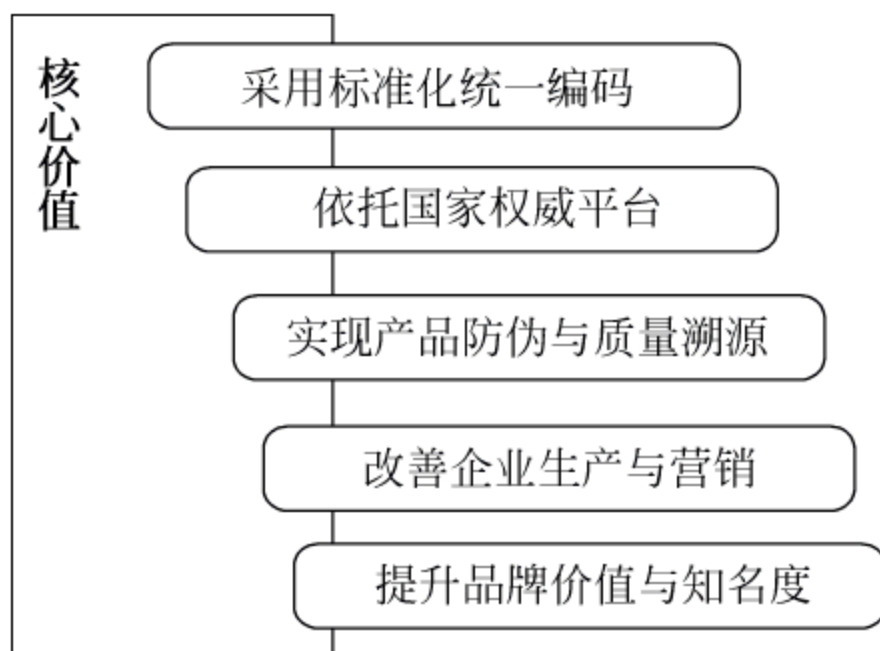 核心价值
采用标准化统一编码
依托国家权威平台
实现产品防伪与质量溯源
改善企业生产与营销
提升品牌价值与知名度